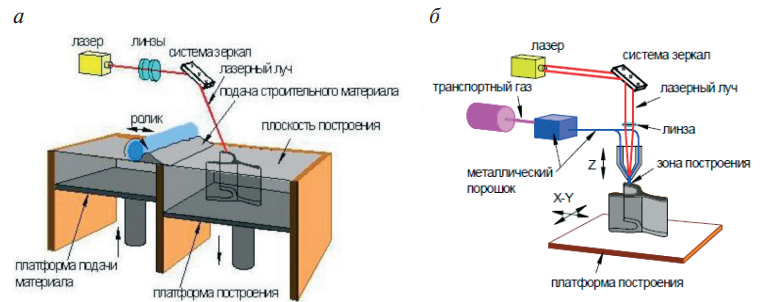 а
лазер
линзы
система зеркал
лазерный луч
подача строительного материала
ролик
плоскость построения
платформа подачи
материала
платформа построения
б
лазер
система зеркал
транспортный газ
лазерный луч
линза
металлический
порошок
Z
зона построения
X-Y
платформа построения